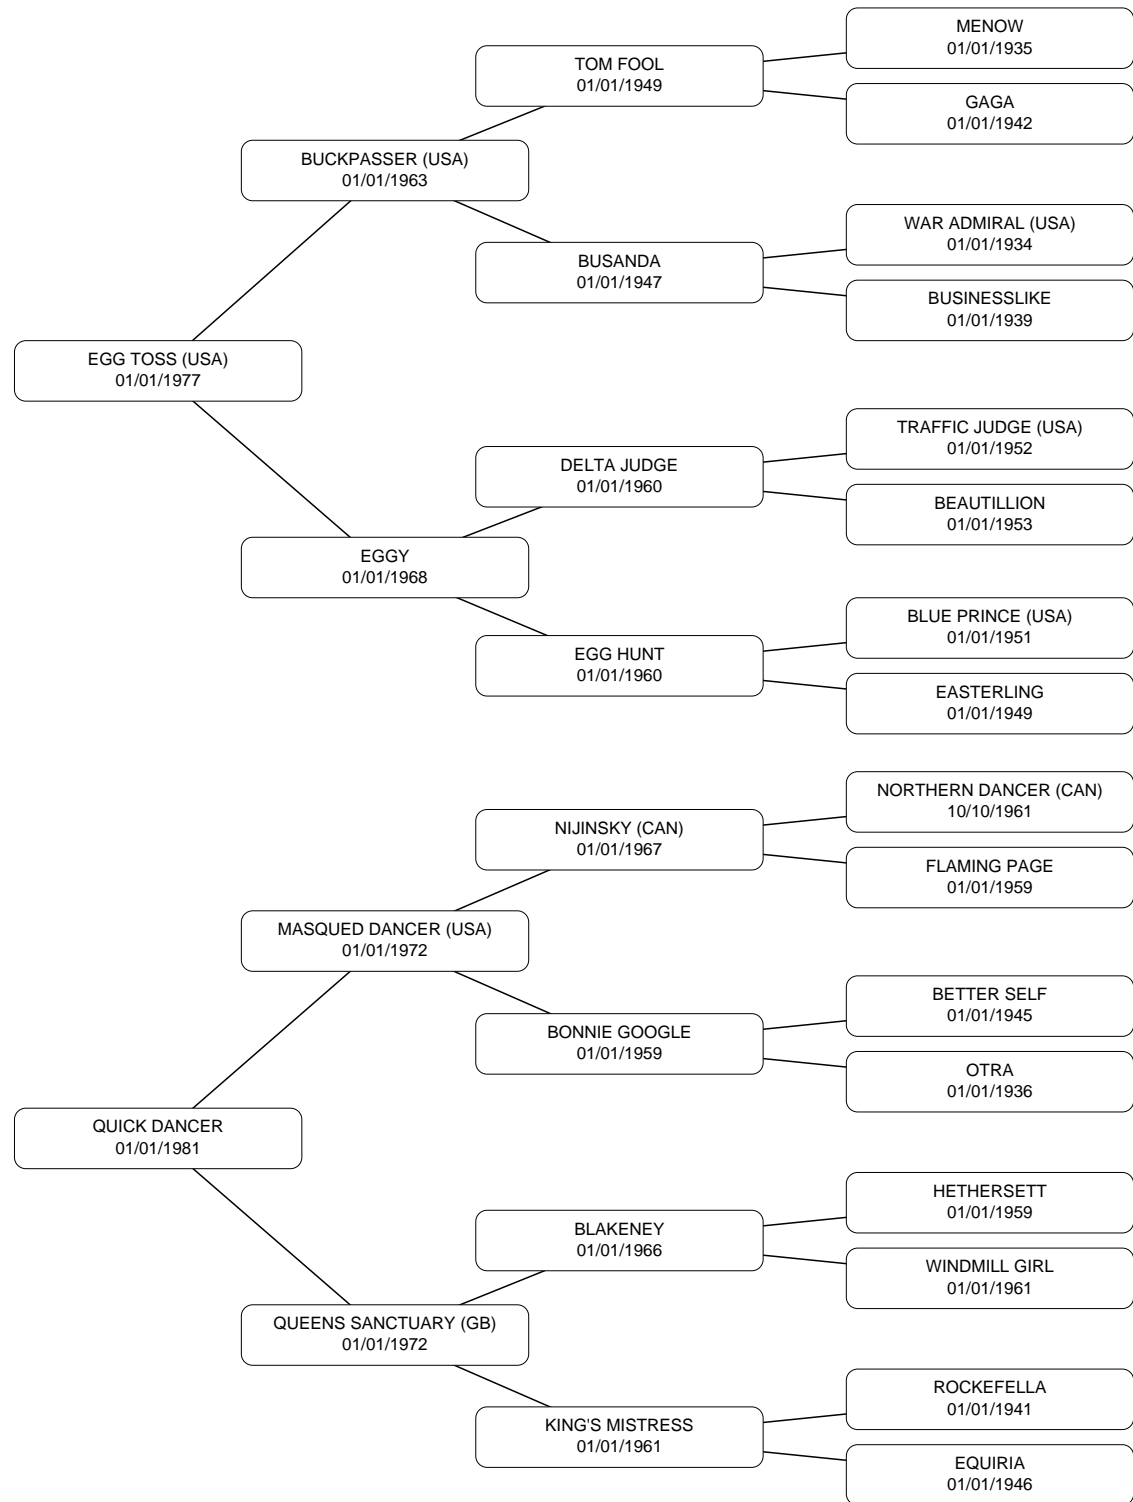 MENOW
01/01/1935
TOM FOOL
01/01/1949
GAGA
01/01/1942
BUCKPASSER (USA)
01/01/1963
WAR ADMIRAL (USA)
01/01/1934
BUSANDA
01/01/1947
BUSINESSLIKE
01/01/1939
EGG TOSS (USA)
01/01/1977
TRAFFIC JUDGE (USA)
01/01/1952
DELTA JUDGE
01/01/1960
BEAUTILLION
01/01/1953
EGGY
01/01/1968
BLUE PRINCE (USA)
01/01/1951
EGG HUNT
01/01/1960
EASTERLING
01/01/1949
NORTHERN DANCER (CAN)
10/10/1961
NIJINSKY (CAN)
01/01/1967
FLAMING PAGE
01/01/1959
MASQUED DANCER (USA)
01/01/1972
BETTER SELF
01/01/1945
BONNIE GOOGLE
01/01/1959
OTRA
01/01/1936
QUICK DANCER
01/01/1981
HETHERSETT
01/01/1959
BLAKENEY
01/01/1966
WINDMILL GIRL
01/01/1961
QUEENS SANCTUARY (GB)
01/01/1972
ROCKEFELLA
01/01/1941
KING'S MISTRESS
01/01/1961
EQUIRIA
01/01/1946